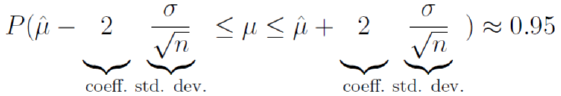 P(μ̂ − 2 σ/√n ≤ μ ≤ μ̂ + 2 σ/√n ) ≈ 0.95
coeff. std. dev. coeff. std. dev.